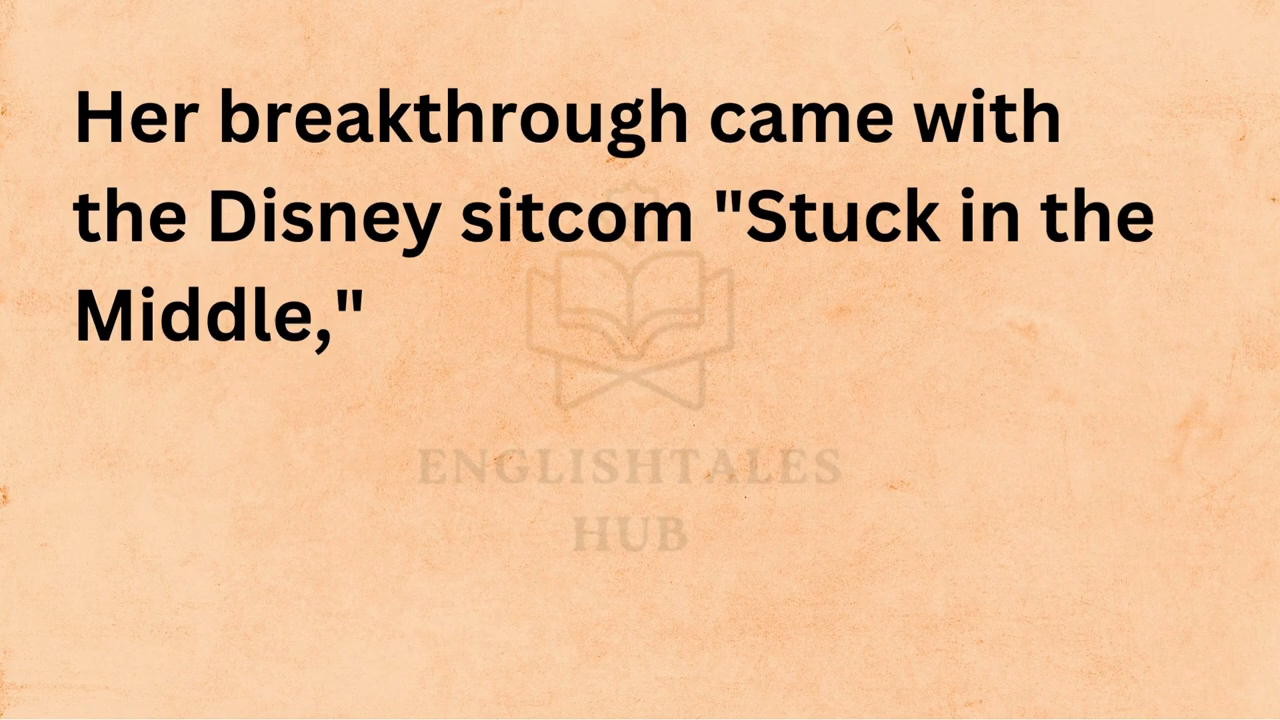 Her breakthrough came with
the Disney sitcom "Stuck in the
Middle,"
ENGLISHTALES
HUB